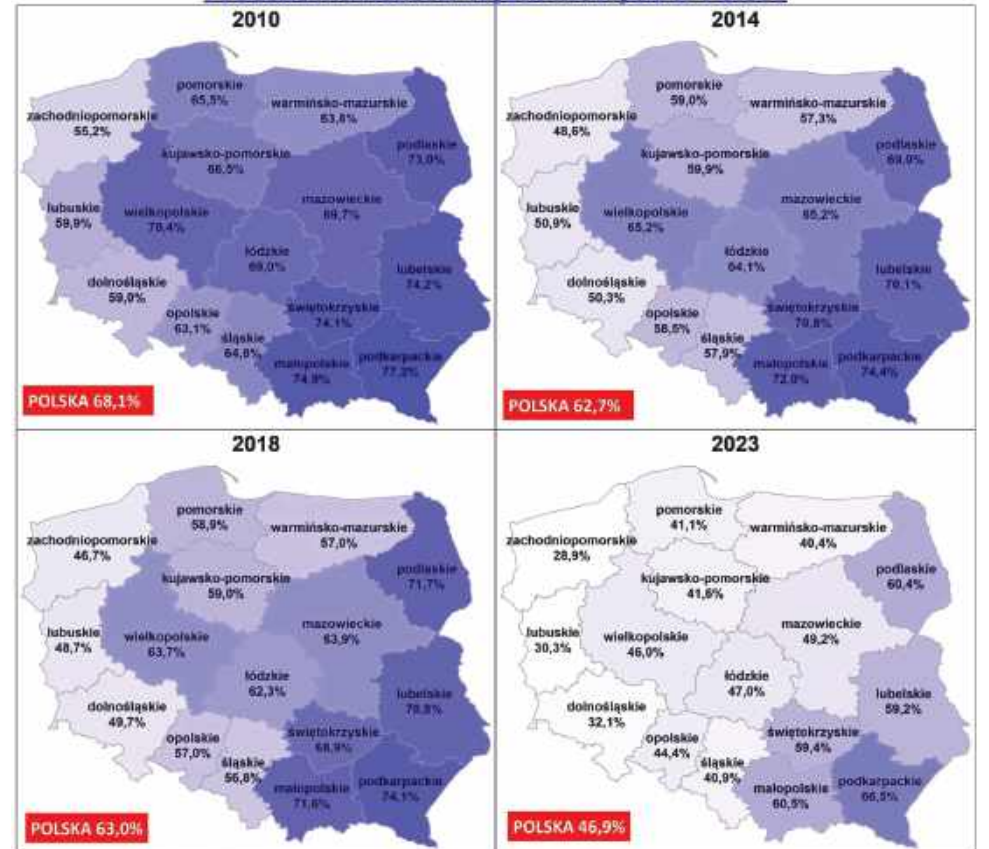 2010
pomorskie
65,5%
warmińsko-mazurskie
63,8%
zachodniopomorskie
55,2%
podlaskie
73,0%
kujawsko-pomorskie
66,5%
mazowieckie
69,7%
lubuskie
59,9%
wielkopolskie
70,4%
łódzkie
69,0%
lubelskie
74,2%
dolnośląskie
59,0%
opolskie
63,1%
świętokrzyskie
74,1%
śląskie
64,8%
małopolskie
74,9%
podkarpackie
77,3%
POLSKA 68,1%
2014
pomorskie
59,0%
warmińsko-mazurskie
57,3%
zachodniopomorskie
48,6%
podlaskie
69,0%
kujawsko-pomorskie
59,9%
mazowieckie
65,2%
lubuskie
50,9%
wielkopolskie
65,2%
łódzkie
64,1%
lubelskie
70,1%
dolnośląskie
50,3%
opolskie
58,5%
świętokrzyskie
70,8%
śląskie
57,9%
małopolskie
72,0%
podkarpackie
74,4%
POLSKA 62,7%
2018
pomorskie
58,9%
warmińsko-mazurskie
57,0%
zachodniopomorskie
46,7%
podlaskie
71,7%
kujawsko-pomorskie
59,0%
mazowieckie
63,9%
lubuskie
48,7%
wielkopolskie
63,7%
łódzkie
62,3%
lubelskie
dolnośląskie
49,7%
opolskie
57,0%
świętokrzyskie
68,9%
śląskie
56,8%
małopolskie
71,6%
podkarpackie
74,1%
POLSKA 63,0%
2023
pomorskie
41,1%
warmińsko-mazurskie
40,4%
zachodniopomorskie
28,9%
podlaskie
60,4%
kujawsko-pomorskie
41,6%
mazowieckie
49,2%
lubuskie
30,3%
wielkopolskie
46,0%
łódzkie
47,0%
lubelskie
59,2%
dolnośląskie
32,1%
opolskie
44,4%
świętokrzyskie
59,4%
śląskie
40,9%
małopolskie
60,5%
podkarpackie
66,5%
POLSKA 46,9%